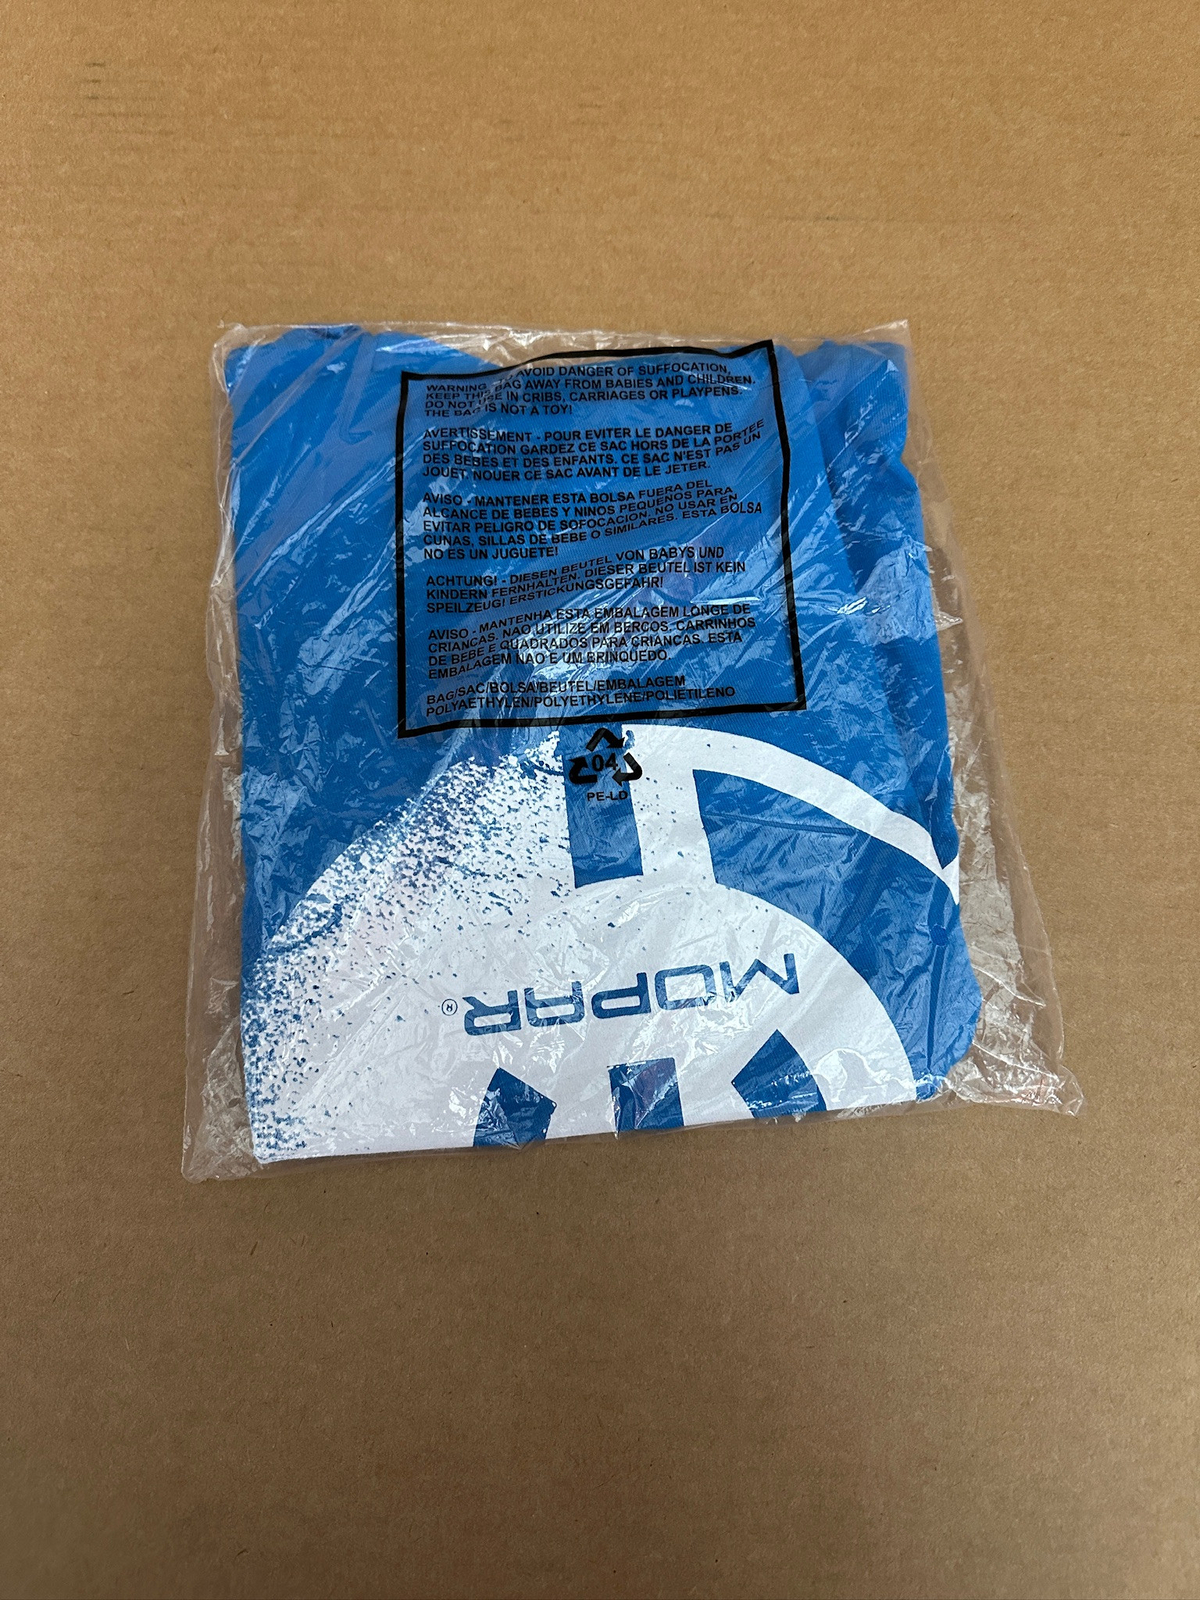 WARNING - TO AVOID DANGER OF SUFFOCATION,
KEEP THIS BAG AWAY FROM BABIES AND CHILDREN.
DO NOT USE IN CRIBS, CARRIAGES OR PLAYPENS.
THE BAG IS NOT A TOY!
AVERTISSEMENT - POUR EVITER LE DANGER DE
SUFFOCATION GARDEZ CE SAC HORS DE LA PORTEE
DES BEBES ET DES ENFANTS. CE SAC N'EST PAS UN
JOUET. NOUER CE SAC AVANT DE LE JETER.
AVISO - MANTENER ESTA BOLSA FUERA DEL
ALCANCE DE BEBES Y NINOS PEQUENOS PARA
EVITAR PELIGRO DE SOFOCACION. NO USAR EN
CUNAS, SILLAS DE BEBE O SIMILARES. ESTA BOLSA
NO ES UN JUGUETE!
ACHTUNG! - DIESEN BEUTEL VON BABYS UND
KINDERN FERNHALTEN. DIESER BEUTEL IST KEIN
SPEILZEUG! ERSTICKUNGSGEFAHR!
AVISO - MANTENHA ESTA EMBALAGEM LONGE DE
CRIANCAS. NAO UTILIZE EM BERCOS, CARRINHOS
DE BEBE E QUADRADOS PARA CRIANCAS. ESTA
EMBALAGEM NAO E UM BRINQUEDO.
BAG/SAC/BOLSA/BEUTEL/EMBALAGEM
POLYAETHYLEN/POLYETHYLENE/POLIETILENO
04
PE-LD
MOPAR®